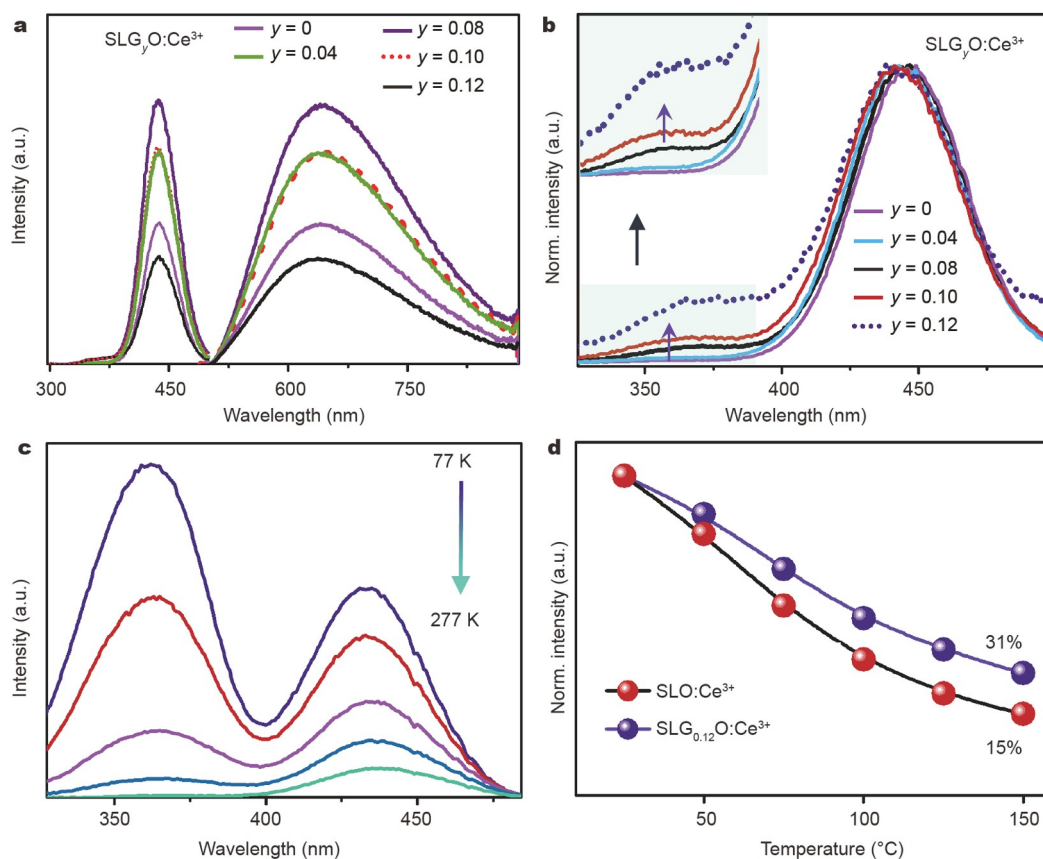 a
SLGyO:Ce³⁺
y = 0
y = 0.04
y = 0.08
y = 0.10
y = 0.12
Intensity (a.u.)
300 450 600 750
Wavelength (nm)
b
SLGyO:Ce³⁺
y = 0
y = 0.04
y = 0.08
y = 0.10
y = 0.12
Norm. intensity (a.u.)
350 400 450
Wavelength (nm)
c
77 K
277 K
Intensity (a.u.)
350 400 450
Wavelength (nm)
d
31%
15%
SLO:Ce³⁺
SLG₀.₁₂O:Ce³⁺
Norm. intensity (a.u.)
50 100 150
Temperature (°C)